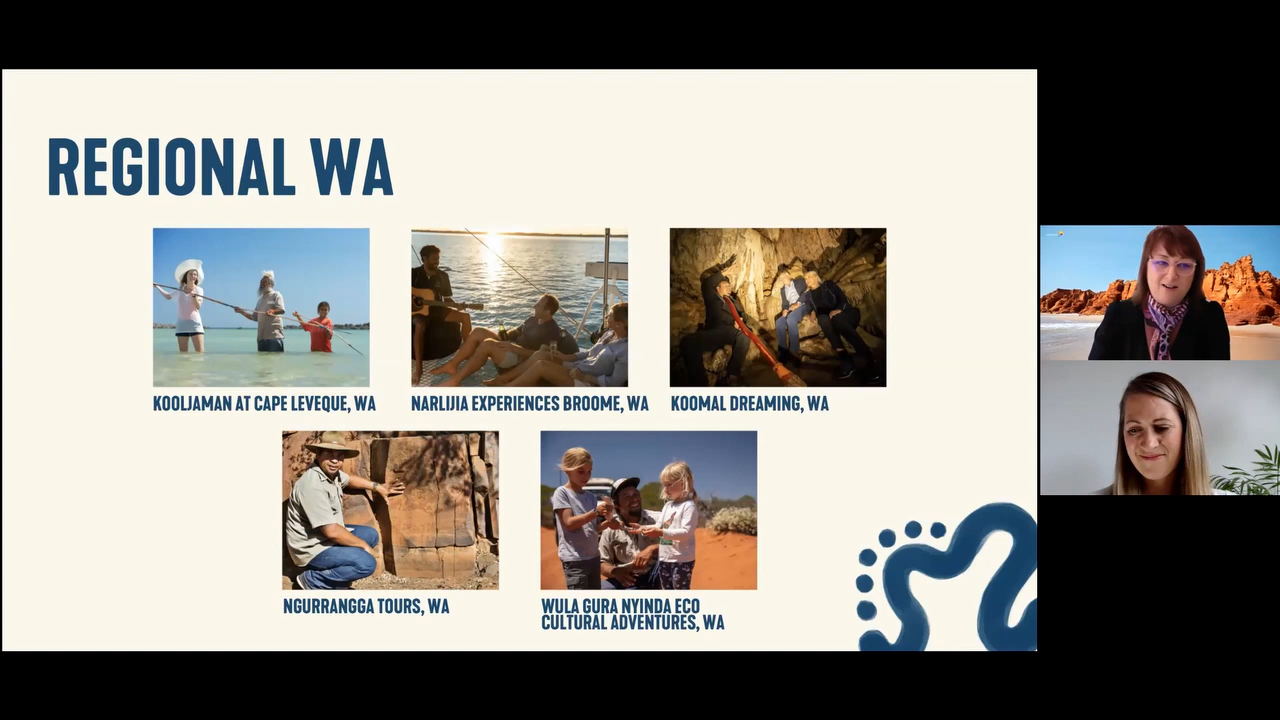 REGIONAL WA
KOOLJAMAN AT CAPE LEVEQUE, WA
NARLIJIA EXPERIENCES BROOME, WA
KOOMAL DREAMING, WA
NGURRANGGA TOURS, WA
WULA GURA NYINDA ECO
CULTURAL ADVENTURES, WA